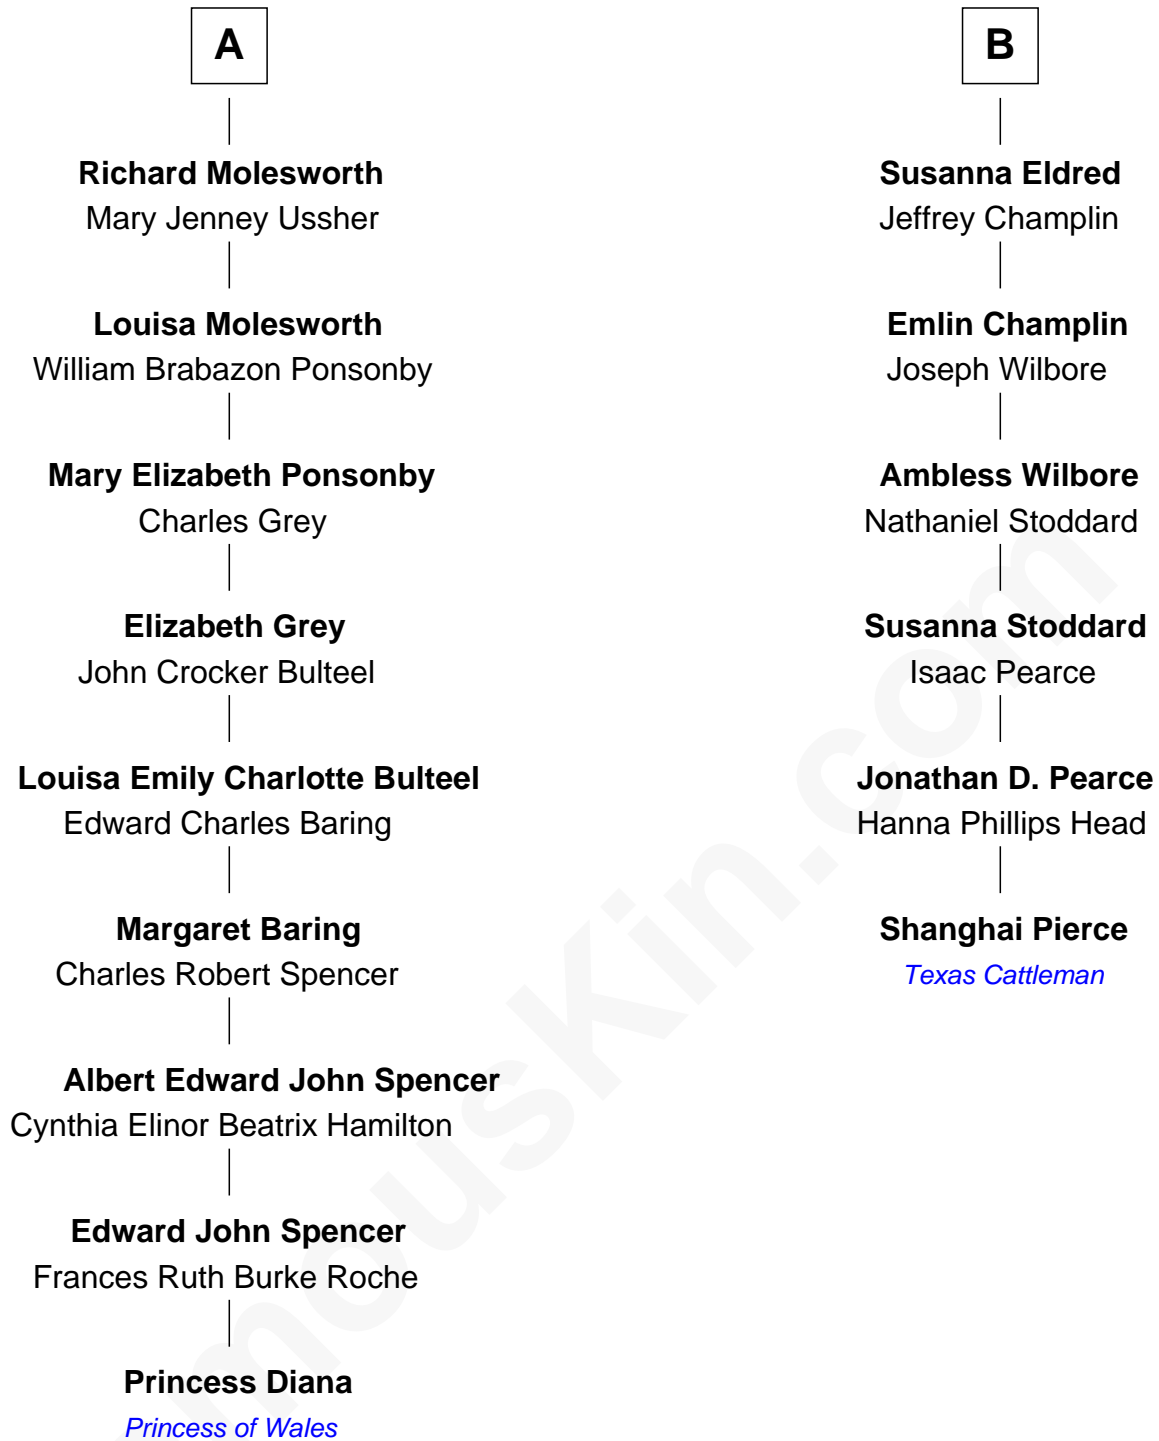 A
Richard Molesworth
Mary Jenney Ussher
Louisa Molesworth
William Brabazon Ponsonby
Mary Elizabeth Ponsonby
Charles Grey
Elizabeth Grey
John Crocker Bulteel
Louisa Emily Charlotte Bulteel
Edward Charles Baring
Margaret Baring
Charles Robert Spencer
Albert Edward John Spencer
Cynthia Elinor Beatrix Hamilton
Edward John Spencer
Frances Ruth Burke Roche
Princess Diana
Princess of Wales
B
Susanna Eldred
Jeffrey Champlin
Emlin Champlin
Joseph Wilbore
Ambless Wilbore
Nathaniel Stoddard
Susanna Stoddard
Isaac Pearce
Jonathan D. Pearce
Hanna Phillips Head
Shanghai Pierce
Texas Cattleman
mousKin.com